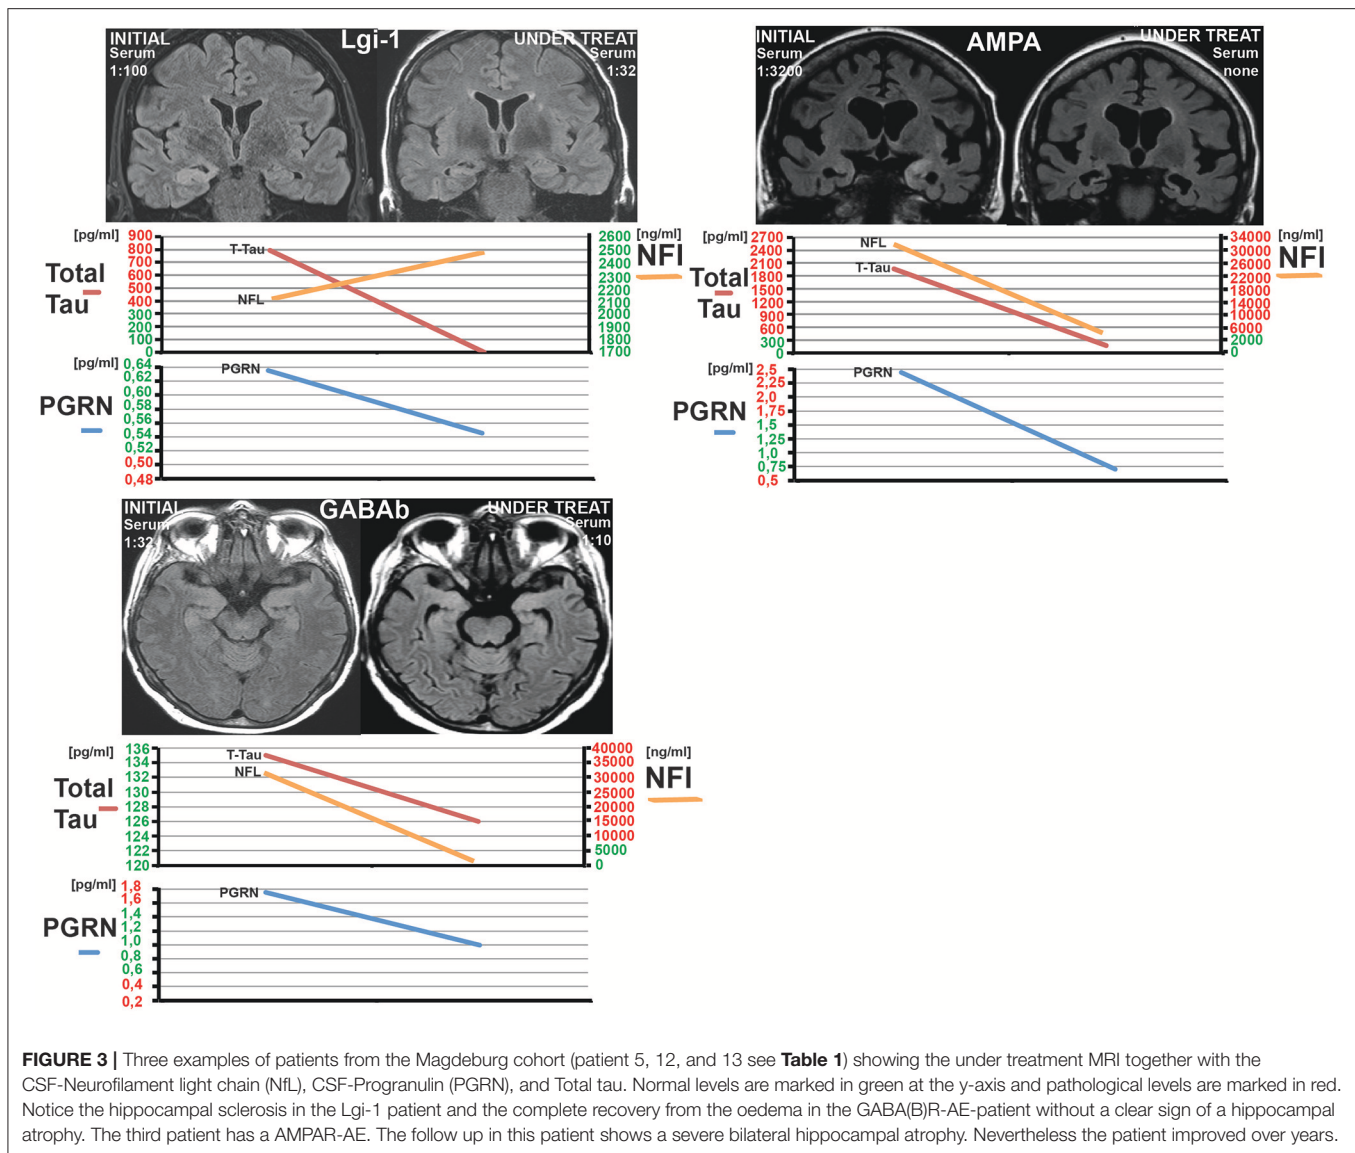 INITIAL
Serum
1:100
Lgi-1
UNDER TREAT
Serum
1:32
[pg/ml]
900
800
700
600
500
400
300
200
100
0
Total
Tau
T-Tau
NFL
2600
2500
2400
2300
2200
2100
2000
1900
1800
1700
[ng/ml]
NFl
[pg/ml]
0,64
0,62
0,60
0,58
0,56
0,54
0,52
0,50
0,48
PGRN
PGRN
INITIAL
Serum
1:3200
AMPA
UNDER TREAT
Serum
none
[pg/ml]
2700
2400
2100
1800
1500
1200
900
600
300
0
Total
Tau
NFL
T-Tau
34000
30000
26000
22000
18000
14000
10000
6000
2000
0
[ng/ml]
NFl
[pg/ml]
2,5
2,25
2,0
1,75
1,5
1,25
1,0
0,75
0,5
PGRN
PGRN
INITIAL
Serum
1:32
GABAb
UNDER TREAT
Serum
1:10
[pg/ml]
136
134
132
130
128
126
124
122
120
Total
Tau
T-Tau
NFL
40000
35000
30000
25000
20000
15000
10000
5000
0
[ng/ml]
NFl
[pg/ml]
1,8
1,6
1,4
1,2
1,0
0,8
0,6
0,4
0,2
PGRN
PGRN
FIGURE 3 | Three examples of patients from the Magdeburg cohort (patient 5, 12, and 13 see Table 1) showing the under treatment MRI together with the
CSF-Neurofilament light chain (NfL), CSF-Progranulin (PGRN), and Total tau. Normal levels are marked in green at the y-axis and pathological levels are marked in red.
Notice the hippocampal sclerosis in the Lgi-1 patient and the complete recovery from the oedema in the GABA(B)R-AE-patient without a clear sign of a hippocampal
atrophy. The third patient has a AMPAR-AE. The follow up in this patient shows a severe bilateral hippocampal atrophy. Nevertheless the patient improved over years.